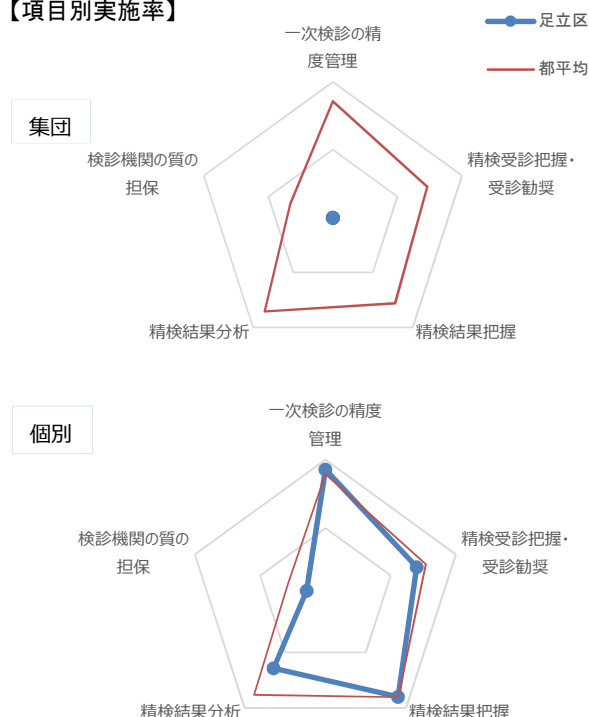 【項目別実施率】
足立区
都平均
集団
一次検診の精
度管理
精検受診把握・
受診勧奨
精検結果把握
精検結果分析
検診機関の質の
担保
個別
一次検診の精度
管理
精検受診把握・
受診勧奨
精検結果把握
精検結果分析
検診機関の質の
担保